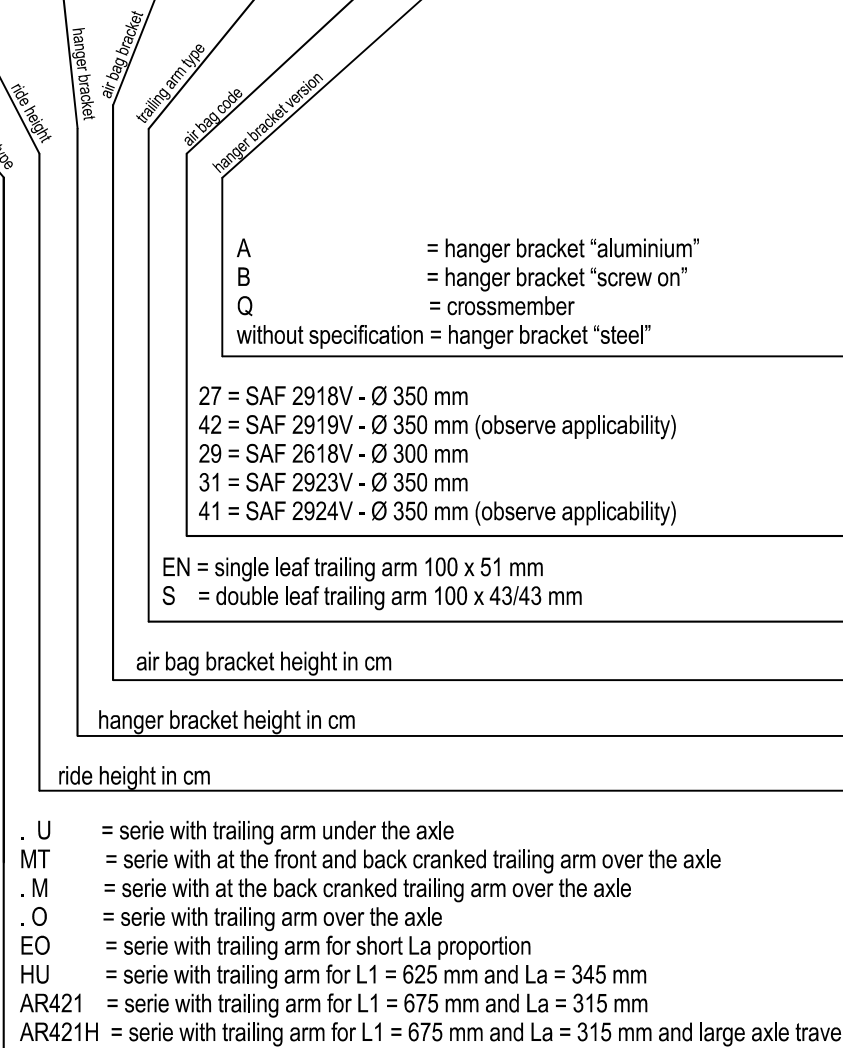 hanger bracket
air bag bracket
ride height
trailing arm type
air bag code
hanger bracket version
A = hanger bracket “aluminium”
B = hanger bracket “screw on”
Q = crossmember
without specification = hanger bracket “steel”
27 = SAF 2918V - Ø 350 mm
42 = SAF 2919V - Ø 350 mm (observe applicability)
29 = SAF 2618V - Ø 300 mm
31 = SAF 2923V - Ø 350 mm
41 = SAF 2924V - Ø 350 mm (observe applicability)
EN = single leaf trailing arm 100 x 51 mm
S = double leaf trailing arm 100 x 43/43 mm
air bag bracket height in cm
hanger bracket height in cm
ride height in cm
. U = serie with trailing arm under the axle
MT = serie with at the front and back cranked trailing arm over the axle
. M = serie with at the back cranked trailing arm over the axle
. O = serie with trailing arm over the axle
EO = serie with trailing arm for short La proportion
HU = serie with trailing arm for L1 = 625 mm and La = 345 mm
AR421 = serie with trailing arm for L1 = 675 mm and La = 315 mm
AR421H = serie with trailing arm for L1 = 675 mm and La = 315 mm and large axle trave